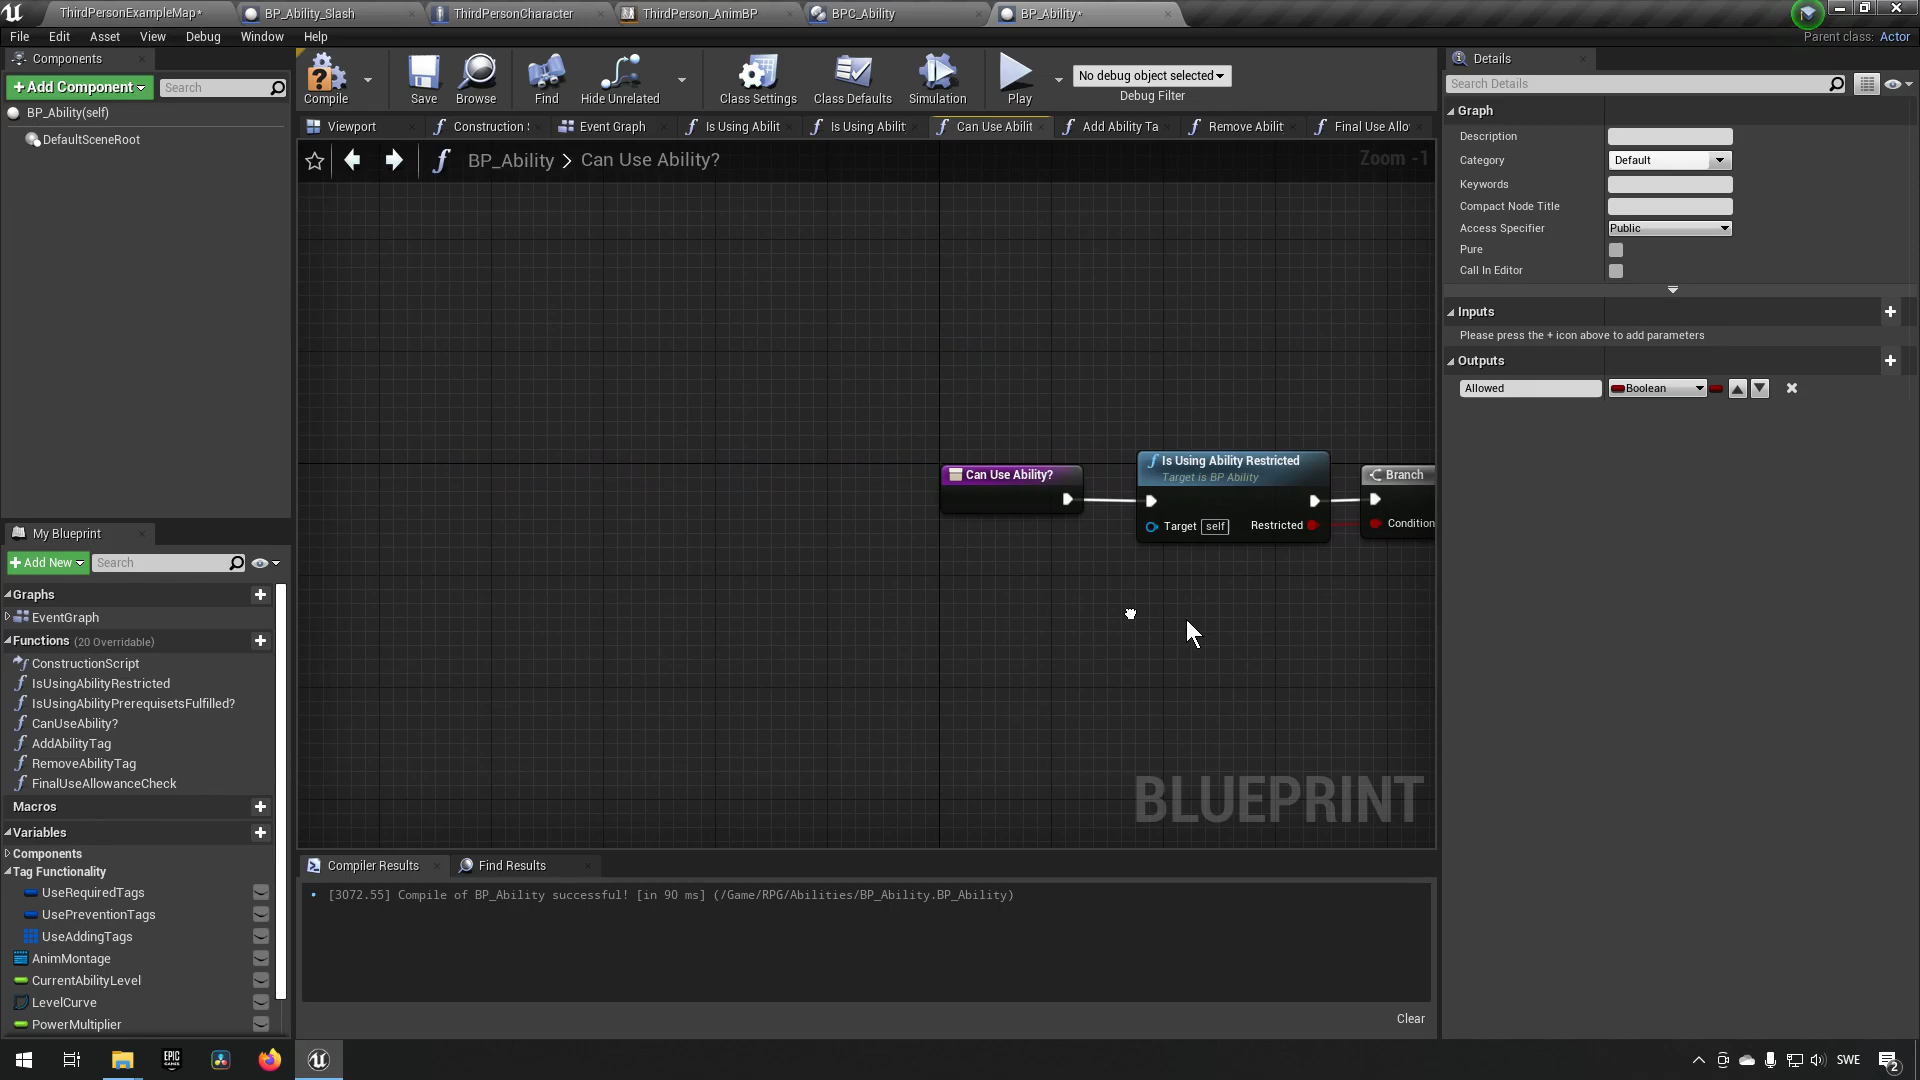 ThirdPersonExampleMap*
BP_Ability_Slash
ThirdPersonCharacter
ThirdPerson_AnimBP
BPC_Ability
BP_Ability*
File Edit Asset View Debug Window Help
Parent class: Actor
Components
+Add Component
Search
BP_Ability(self)
DefaultSceneRoot
Compile
Save
Browse
Find
Hide Unrelated
Class Settings
Class Defaults
Simulation
Play
No debug object selected
Debug Filter
Viewport
Construction
Event Graph
Is Using Abilit
Is Using Abilit
Can Use Abilit
Add Ability Ta
Remove Abilit
Final Use Allo
BP_Ability > Can Use Ability?
Zoom -1
Can Use Ability?
Is Using Ability Restricted
Target is BP Ability
Target self
Restricted
Branch
Condition
BLUEPRINT
My Blueprint
+Add New
Search
Graphs
EventGraph
Functions (20 Overridable)
ConstructionScript
IsUsingAbilityRestricted
IsUsingAbilityPrerequisetsFulfilled?
CanUseAbility?
AddAbilityTag
RemoveAbilityTag
FinalUseAllowanceCheck
Macros
Variables
Components
Tag Functionality
UseRequiredTags
UsePreventionTags
UseAddingTags
AnimMontage
CurrentAbilityLevel
LevelCurve
PowerMultiplier
Compiler Results
Find Results
[3072.55] Compile of BP_Ability successful! [in 90 ms] (/Game/RPG/Abilities/BP_Ability.BP_Ability)
Clear
Details
Search Details
Graph
Description
Category Default
Keywords
Compact Node Title
Access Specifier Public
Pure
Call In Editor
Inputs
Please press the + icon above to add parameters
Outputs
Allowed Boolean
EPIC GAMES
SWE
2